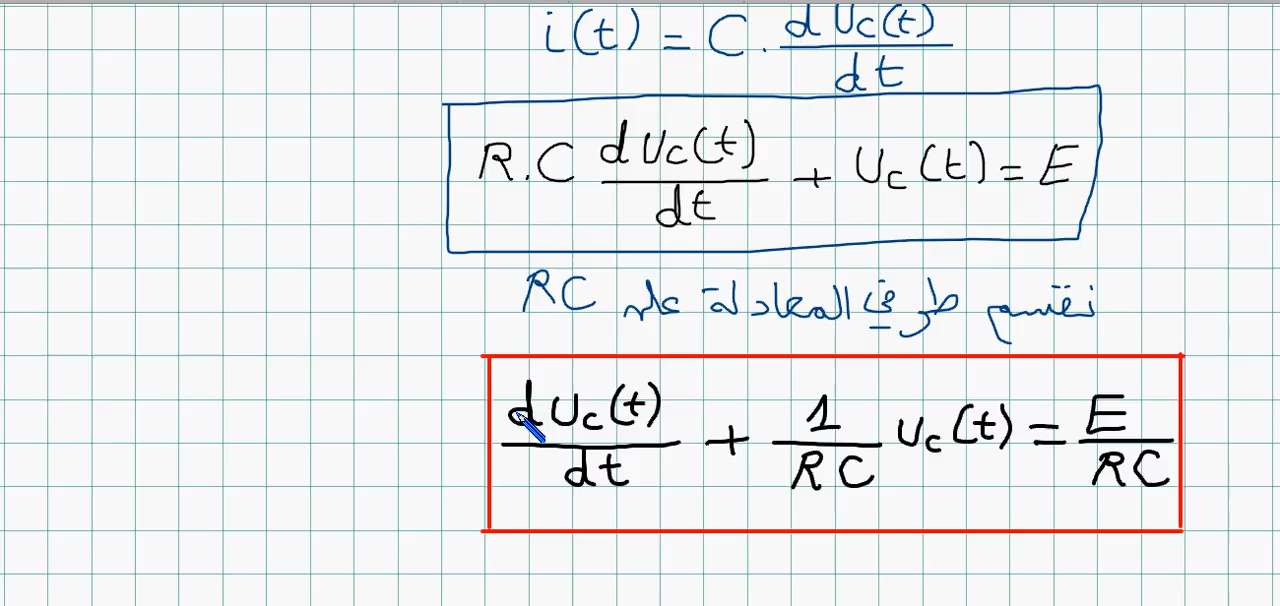 i(t) = C . dUc(t)/dt
R.C dUc(t)/dt + Uc(t) = E
نقسم طرفي المعادلة على RC
dUc(t)/dt + 1/RC Uc(t) = E/RC